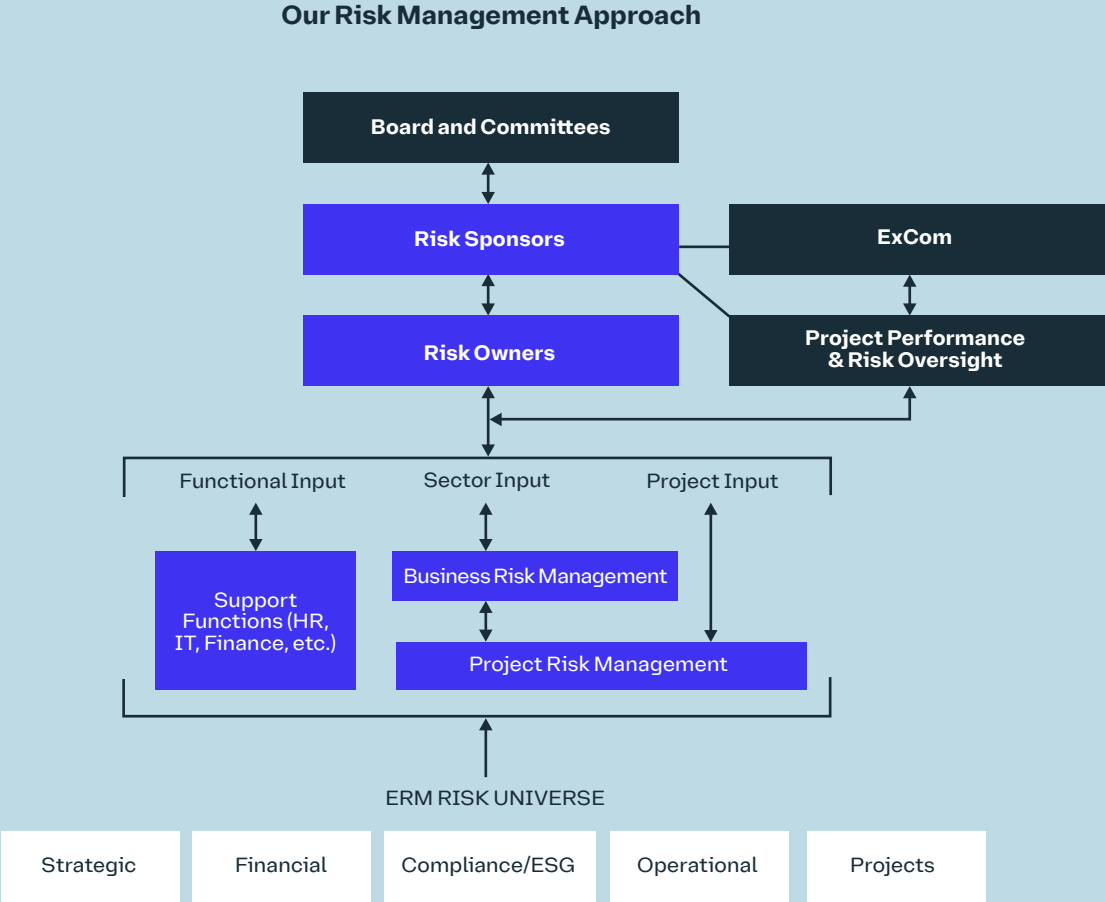 Our Risk Management Approach
Board and Committees
Risk Sponsors
ExCom
Risk Owners
Project Performance
& Risk Oversight
Functional Input
Sector Input
Project Input
Support
Functions (HR,
IT, Finance, etc.)
Business Risk Management
Project Risk Management
ERM RISK UNIVERSE
Strategic
Financial
Compliance/ESG
Operational
Projects